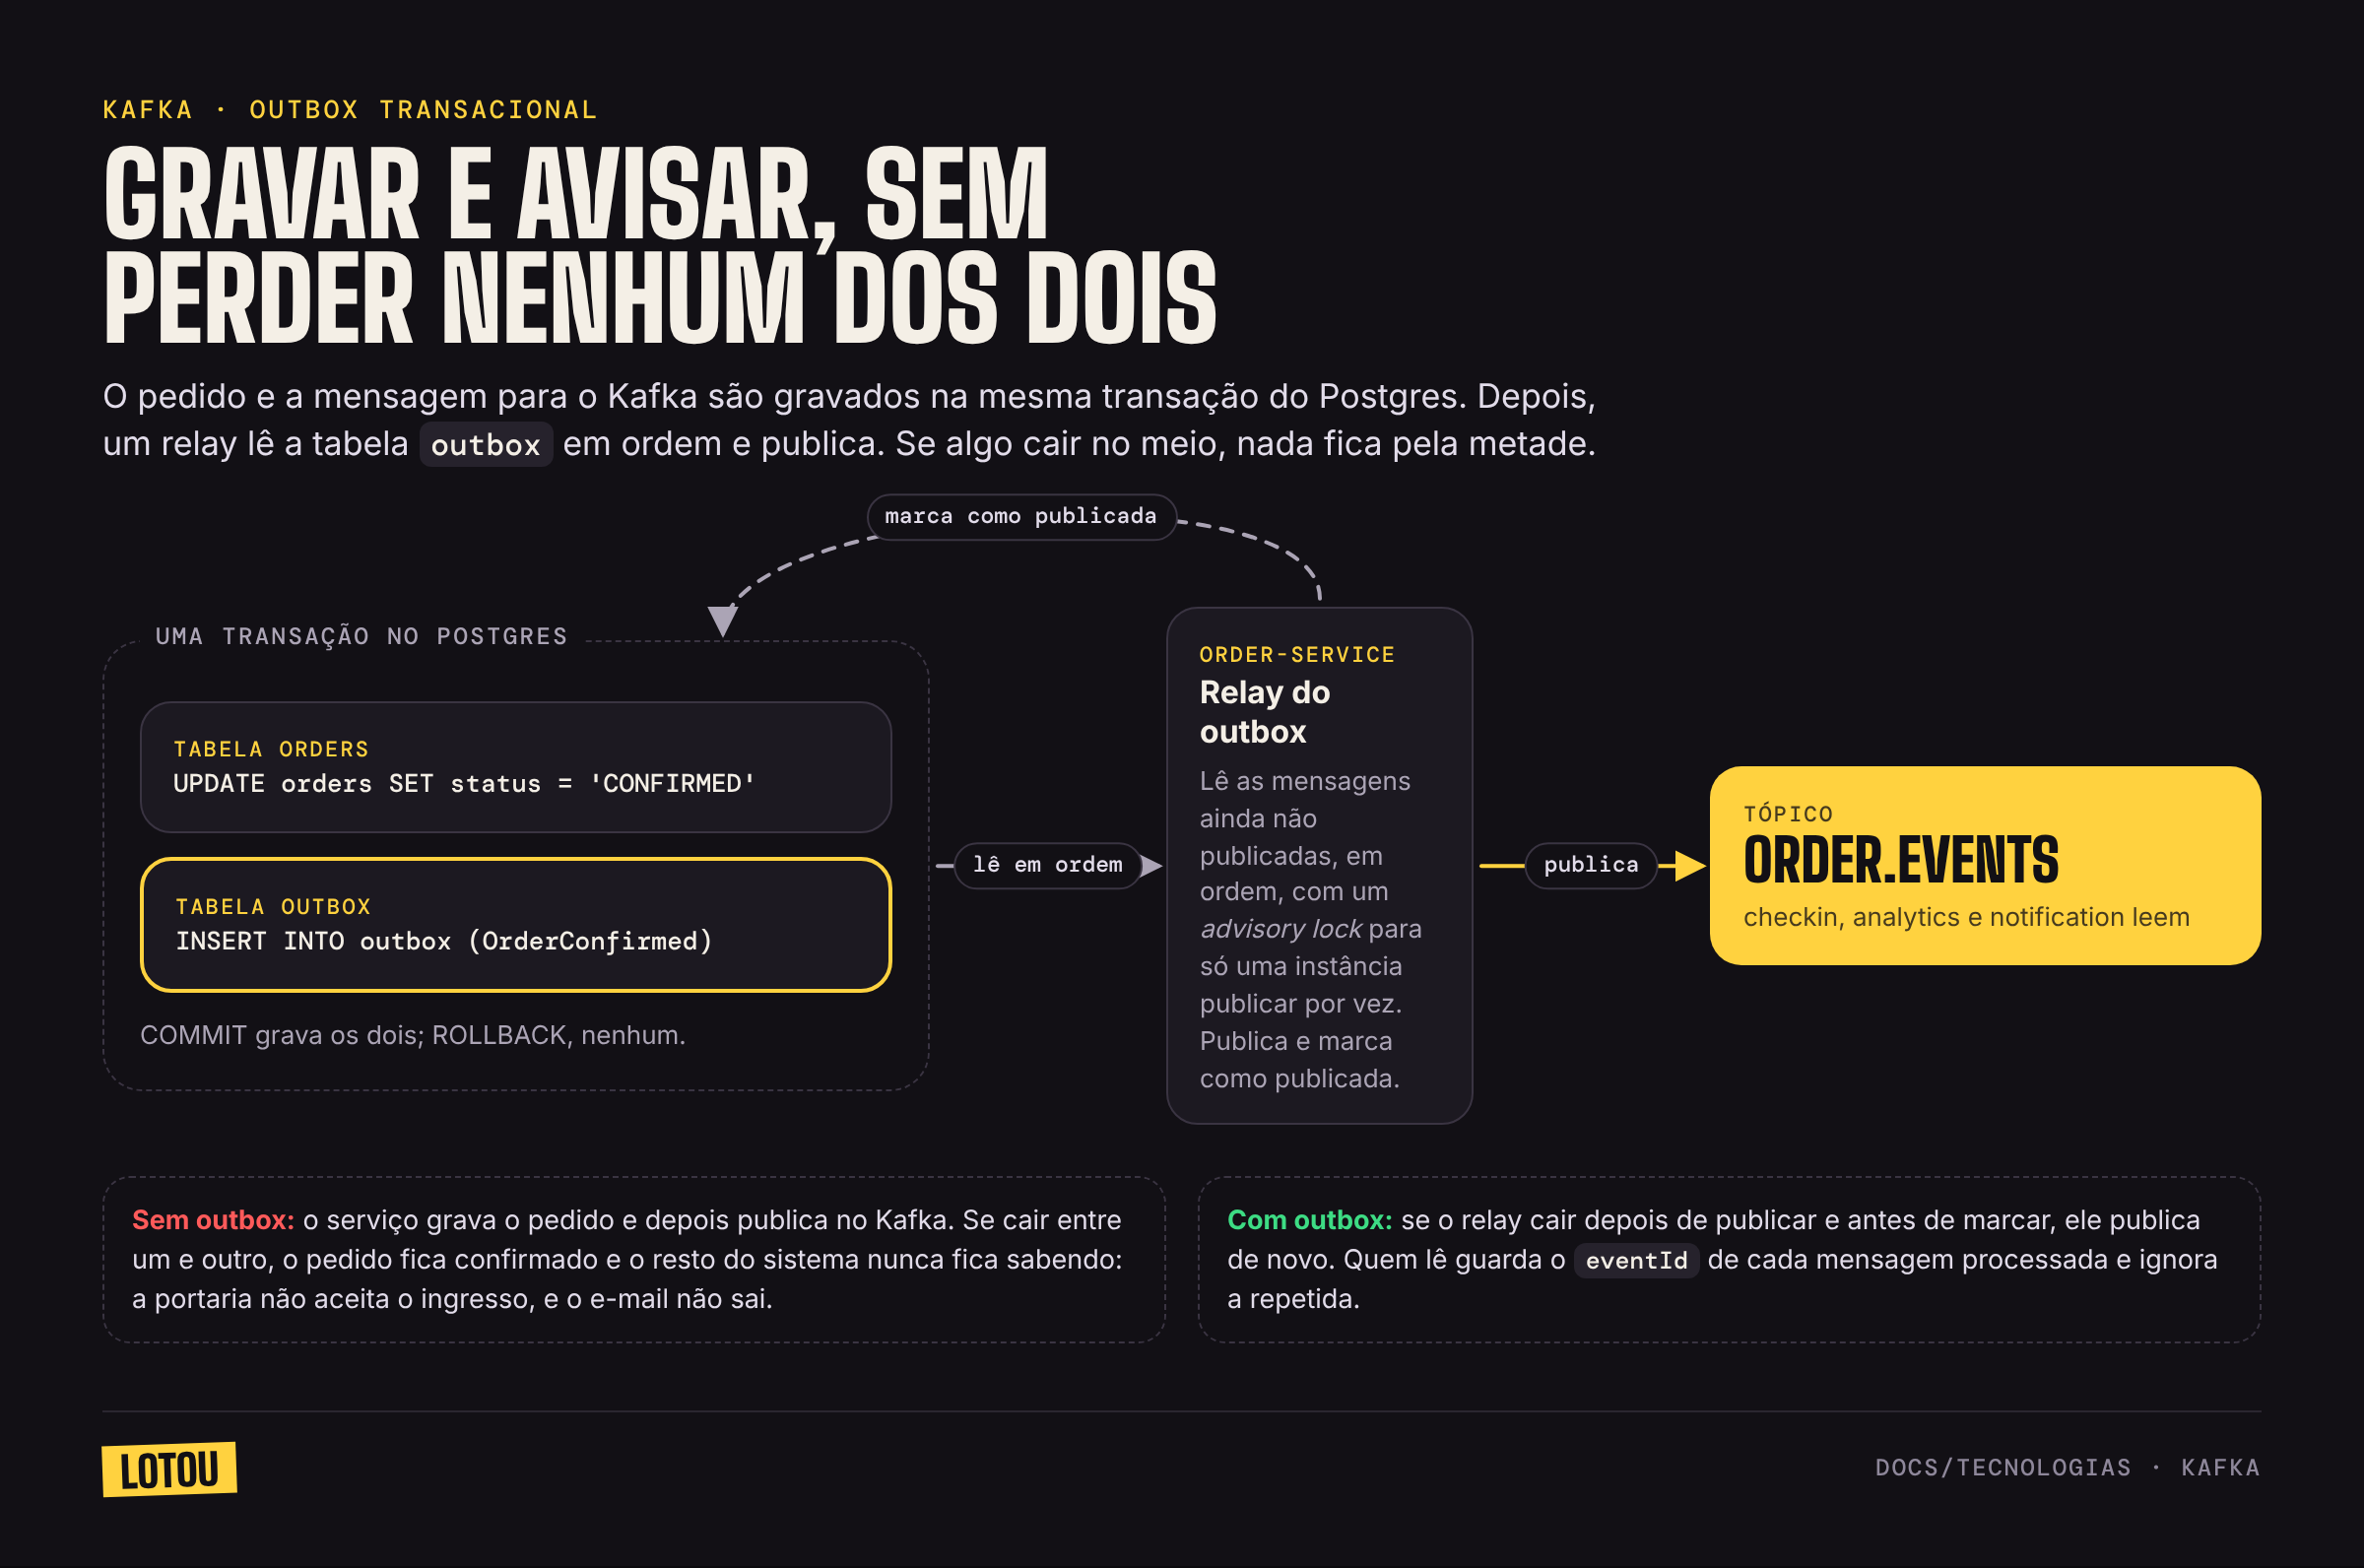 KAFKA · OUTBOX TRANSACIONAL
GRAVAR E AVISAR, SEM
PERDER NENHUM DOS DOIS
O pedido e a mensagem para o Kafka são gravados na mesma transação do Postgres. Depois,
um relay lê a tabela outbox em ordem e publica. Se algo cair no meio, nada fica pela metade.
marca como publicada
UMA TRANSAÇÃO NO POSTGRES
TABELA ORDERS
UPDATE orders SET status = 'CONFIRMED'
TABELA OUTBOX
INSERT INTO outbox (OrderConfirmed)
COMMIT grava os dois; ROLLBACK, nenhum.
lê em ordem
ORDER-SERVICE
Relay do
outbox
Lê as mensagens
ainda não
publicadas, em
ordem, com um
advisory lock para
só uma instância
publicar por vez.
Publica e marca
como publicada.
publica
TÓPICO
ORDER.EVENTS
checkin, analytics e notification leem
Sem outbox: o serviço grava o pedido e depois publica no Kafka. Se cair entre
um e outro, o pedido fica confirmado e o resto do sistema nunca fica sabendo:
a portaria não aceita o ingresso, e o e-mail não sai.
Com outbox: se o relay cair depois de publicar e antes de marcar, ele publica
de novo. Quem lê guarda o eventId de cada mensagem processada e ignora
a repetida.
LOTOU
DOCS/TECNOLOGIAS · KAFKA